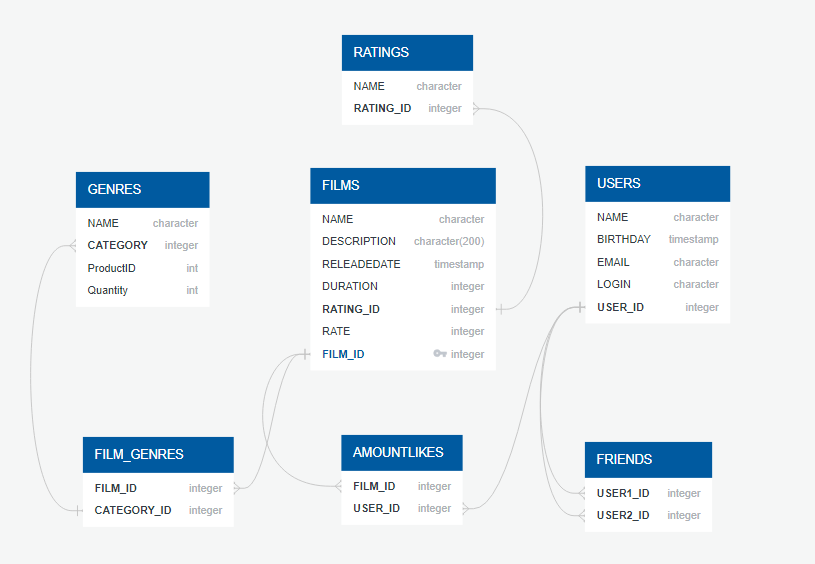 RATINGS
NAME character
RATING_ID integer
GENRES
NAME character
CATEGORY integer
ProductID int
Quantity int
FILMS
NAME character
DESCRIPTION character(200)
RELEADEDATE timestamp
DURATION integer
RATING_ID integer
RATE integer
FILM_ID integer
USERS
NAME character
BIRTHDAY timestamp
EMAIL character
LOGIN character
USER_ID integer
FILM_GENRES
FILM_ID integer
CATEGORY_ID integer
AMOUNTLIKES
FILM_ID integer
USER_ID integer
FRIENDS
USER1_ID integer
USER2_ID integer